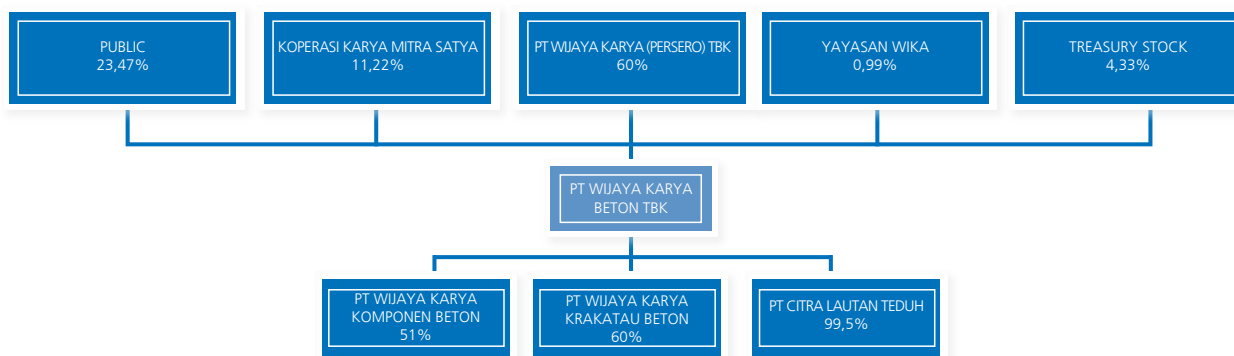 PUBLIC
23,47%
KOPERASI KARYA MITRA SATYA
11,22%
PT WIJAYA KARYA (PERSERO) TBK
60%
YAYASAN WIKA
0,99%
TREASURY STOCK
4,33%
PT WIJAYA KARYA
BETON TBK
PT WIJAYA KARYA
KOMPONEN BETON
51%
PT WIJAYA KARYA
KRAKATAU BETON
60%
PT CITRA LAUTAN TEDUH
99,5%